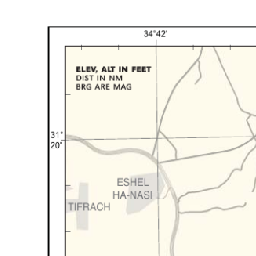 34°42'
ELEV, ALT IN FEET
DIST IN NM
BRG ARE MAG
31°
20'
ESHEL
HA-NASI
TIFRACH